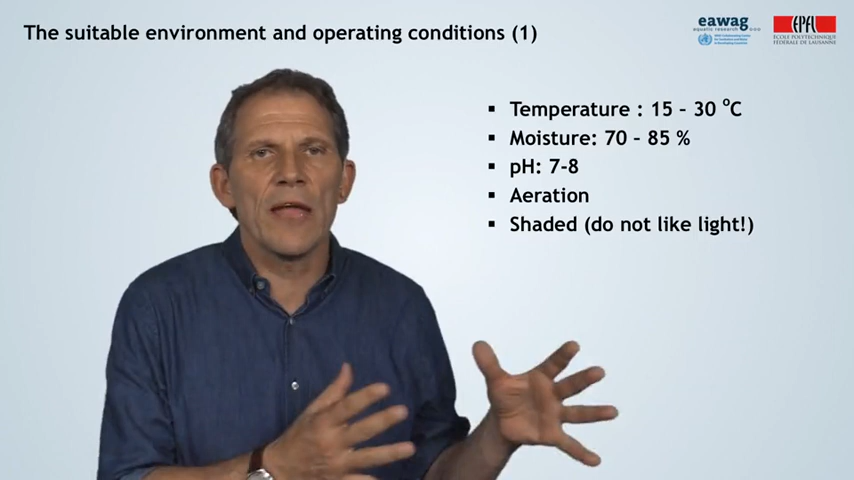 The suitable environment and operating conditions (1)
eawag
aquatic research
EPFL
ÉCOLE POLYTECHNIQUE
FÉDÉRALE DE LAUSANNE
▪ Temperature : 15 – 30 °C
▪ Moisture: 70 – 85 %
▪ pH: 7-8
▪ Aeration
▪ Shaded (do not like light!)